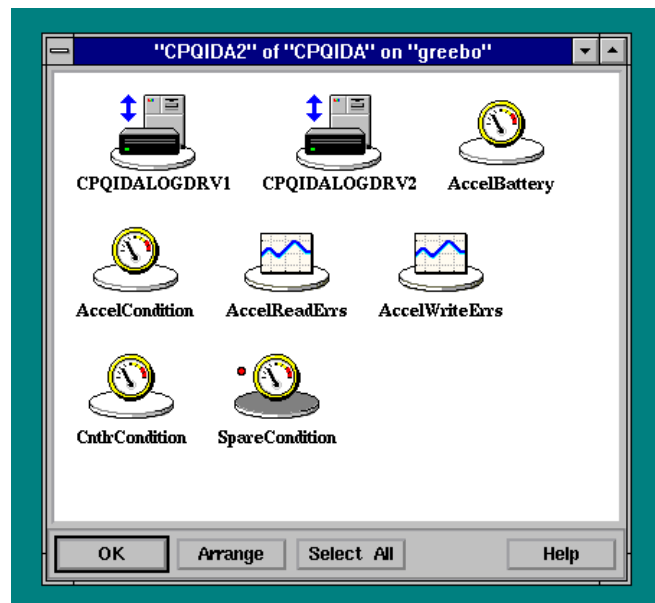 "CPQIDA2" of "CPQIDA" on "greebo"
CPQIDALOGDRV1 CPQIDALOGDRV2 AccelBattery
AccelCondition AccelReadErrs AccelWriteErrs
CntlrCondition SpareCondition
OK Arrange Select All Help